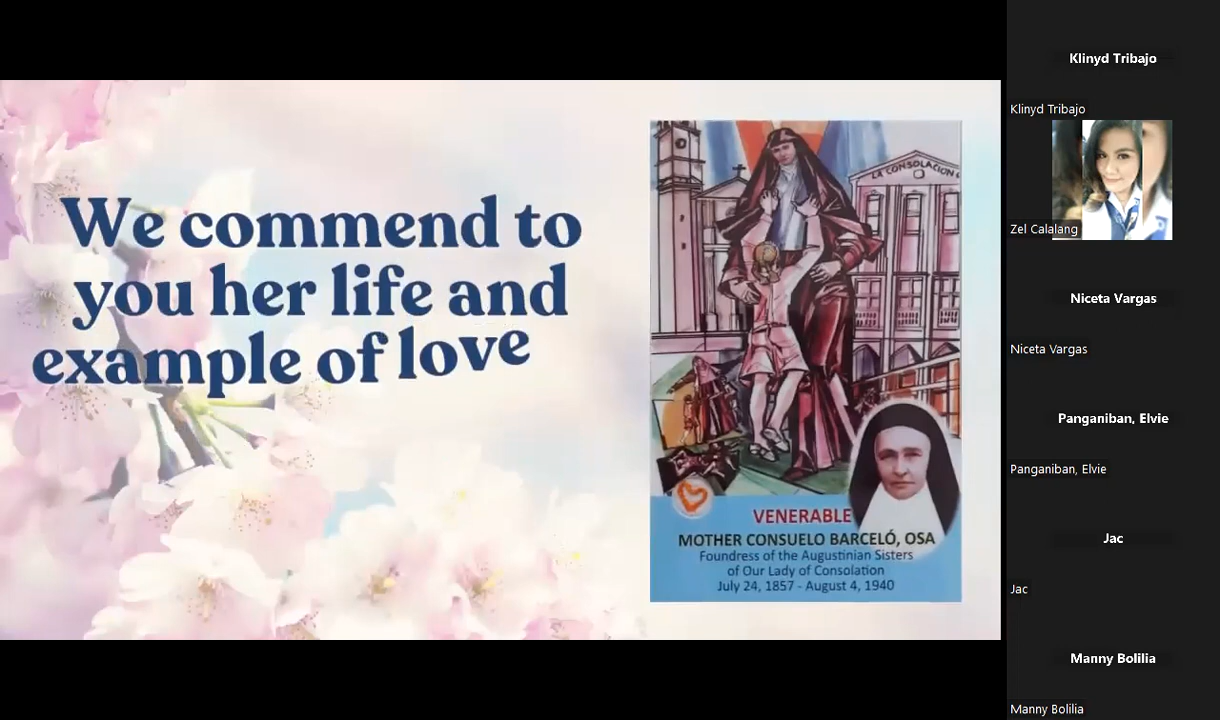 We commend to
you her life and
example of love
LA CONSOLACION
VENERABLE
MOTHER CONSUELO BARCELÓ, OSA
Foundress of the Augustinian Sisters
of Our Lady of Consolation
July 24, 1857 - August 4, 1940
Klinyd Tribajo
Klinyd Tribajo
Zel Calalang
Niceta Vargas
Niceta Vargas
Panganiban, Elvie
Panganiban, Elvie
Jac
Jac
Manny Bolilia
Manny Bolilia